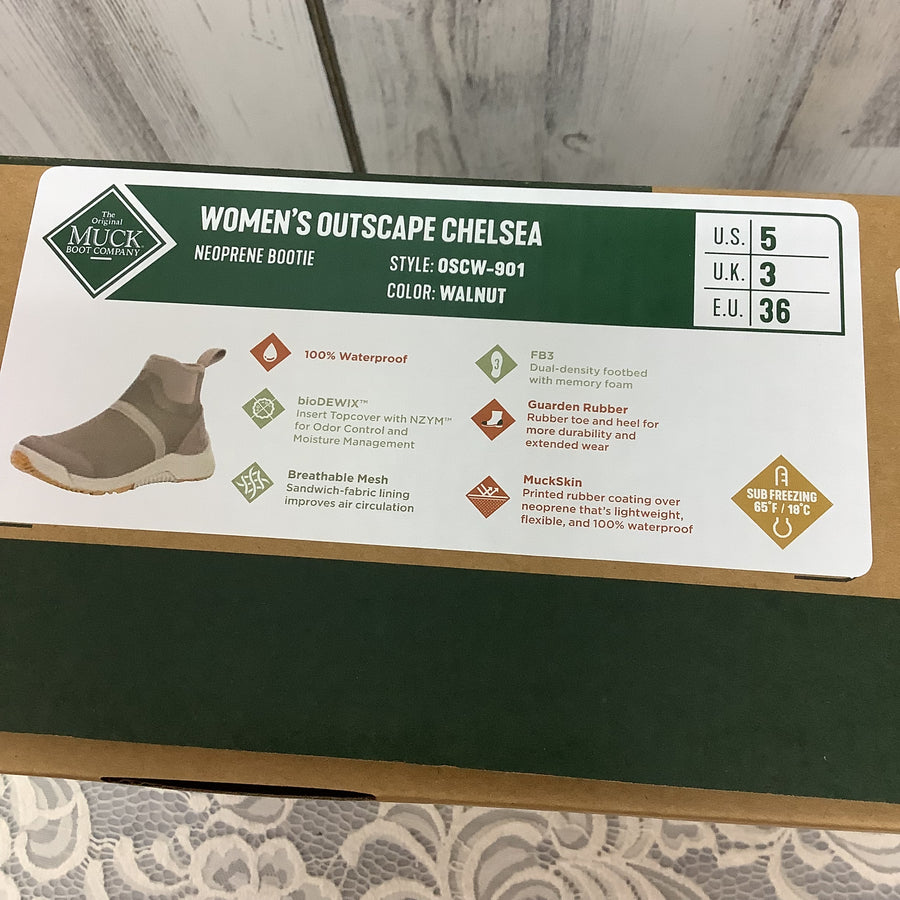 The
Original
MUCK®
BOOT COMPANY
WOMEN'S OUTSCAPE CHELSEA
NEOPRENE BOOTIE
STYLE: OSCW-901
COLOR: WALNUT
U.S. 5
U.K. 3
E.U. 36
100% Waterproof
bioDEWIX™
Insert Topcover with NZYM™
for Odor Control and
Moisture Management
Breathable Mesh
Sandwich-fabric lining
improves air circulation
3
FB3
Dual-density footbed
with memory foam
Guarden Rubber
Rubber toe and heel for
more durability and
extended wear
MuckSkin
Printed rubber coating over
neoprene that's lightweight,
flexible, and 100% waterproof
SUB FREEZING
65°F / 18°C